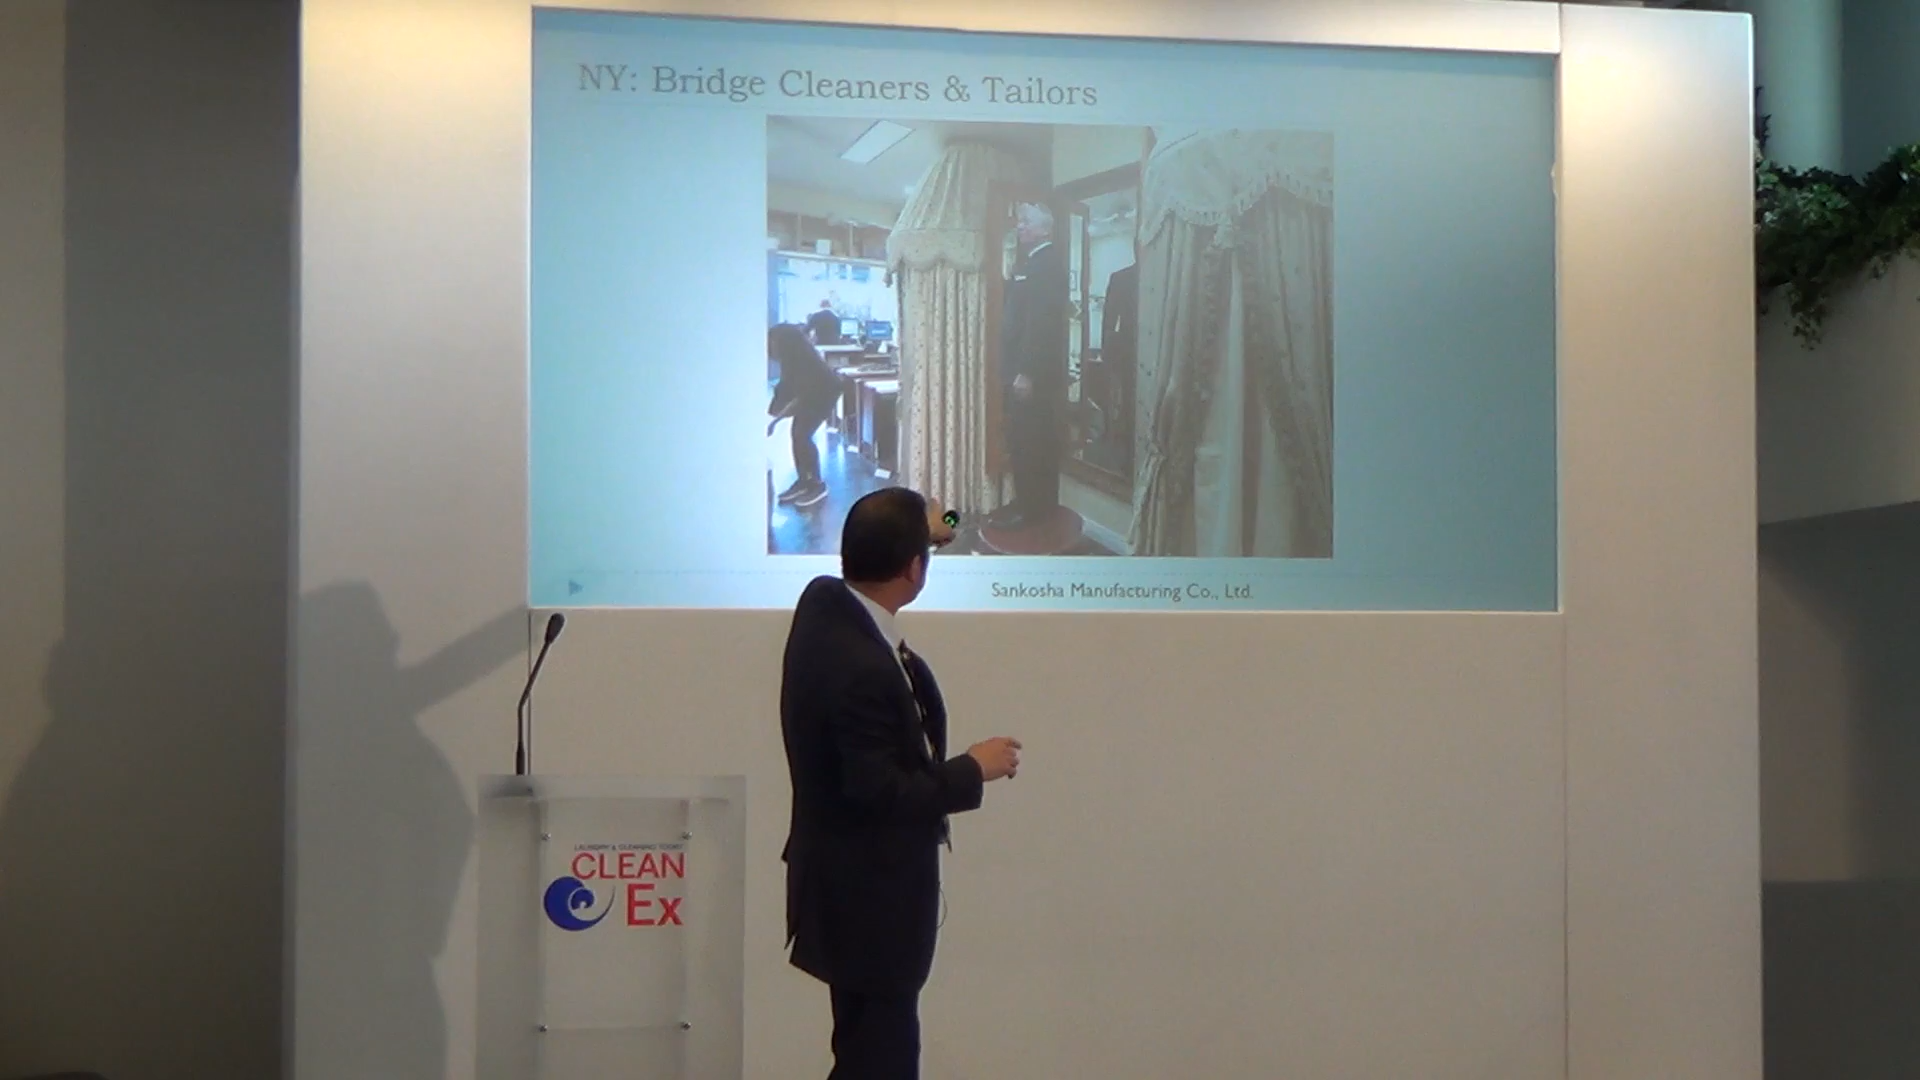 NY: Bridge Cleaners & Tailors
Sankosha Manufacturing Co., Ltd.
LAUNDRY & CLEANING TODAY
CLEAN
Ex